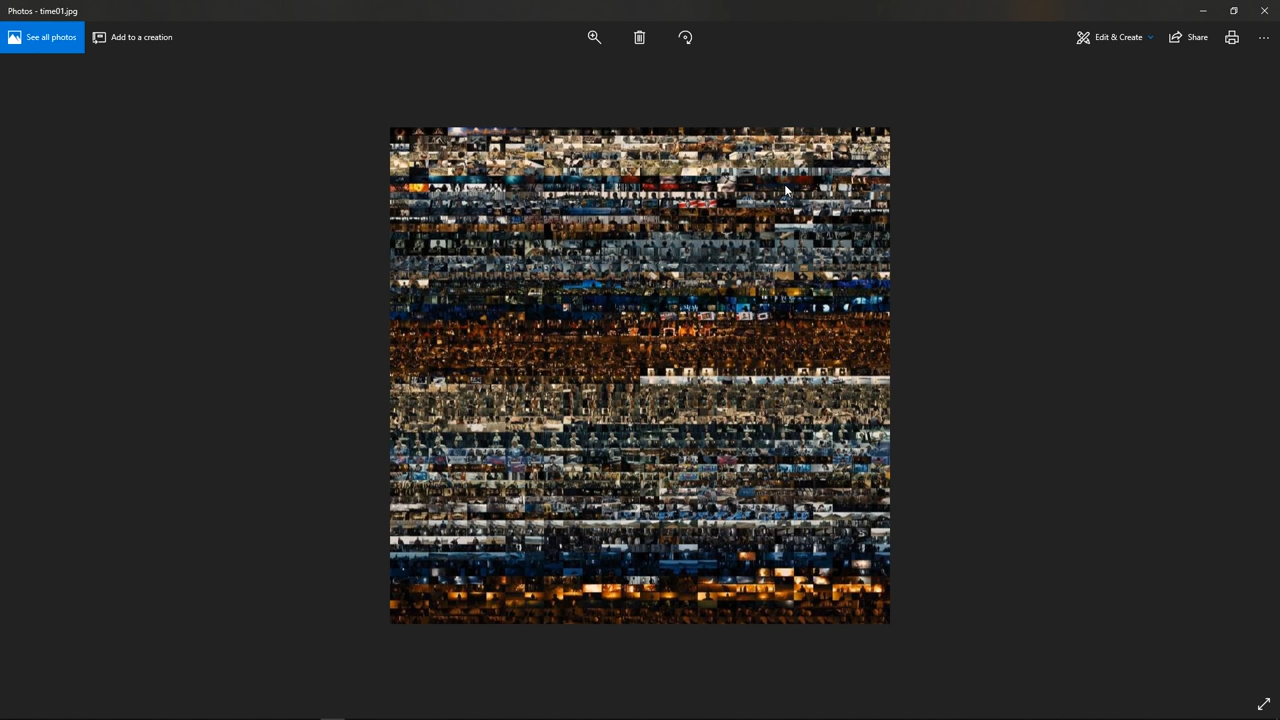 Photos - time01.jpg
See all photos
Add to a creation
Edit & Create
Share